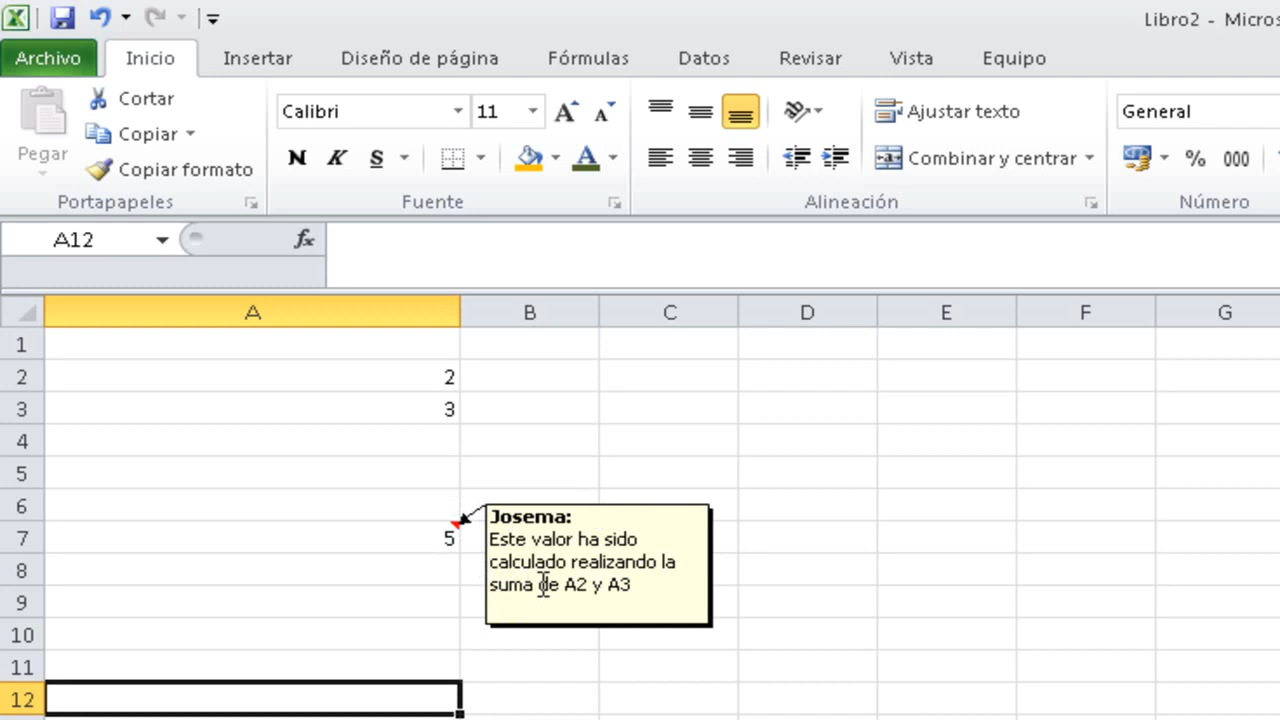 Libro2 - Micros
Archivo Inicio Insertar Diseño de página Fórmulas Datos Revisar Vista Equipo
Pegar
Cortar
Copiar
Copiar formato
Portapapeles
Calibri 11
A A
N K S A
Fuente
Ajustar texto
Combinar y centrar
Alineación
General
% 000
Número
A12 fx
A B C D E F G
1
2 2
3 3
4
5
6
7 5
8
9
10
11
12
Josema:
Este valor ha sido
calculado realizando la
suma de A2 y A3